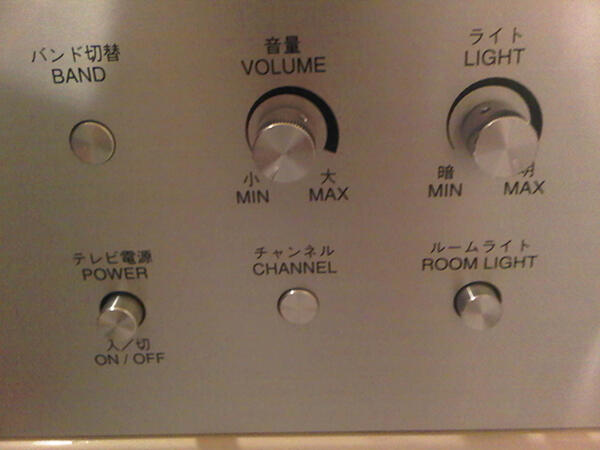 バンド切替
BAND
音量
VOLUME
小 大
MIN MAX
ライト
LIGHT
暗 明
MIN MAX
テレビ電源
POWER
入/切
ON / OFF
チャンネル
CHANNEL
ルームライト
ROOM LIGHT